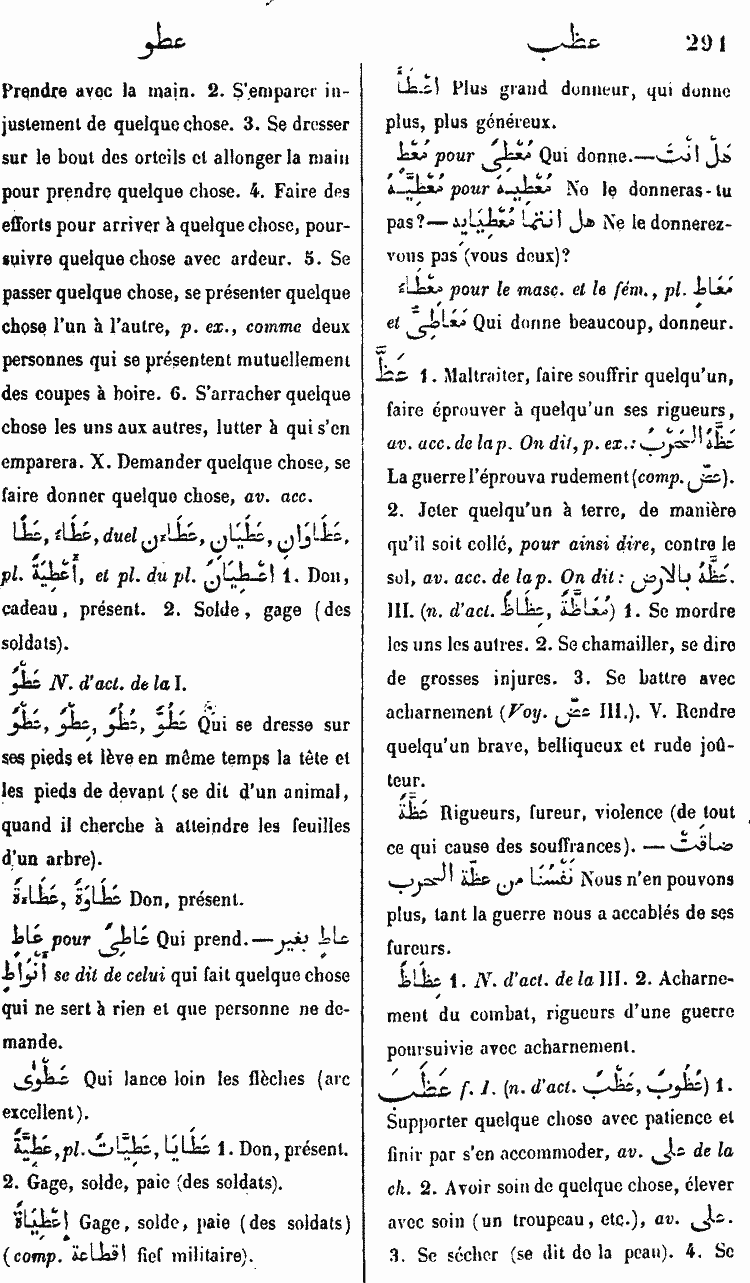 عطو
عظب
291
Prendre avec la main. 2. S'emparer in-
justement de quelque chose. 3. Se dresser
sur le bout des orteils et allonger la main
pour prendre quelque chose. 4. Faire des
efforts pour arriver à quelque chose, pour-
suivre quelque chose avec ardeur. 5. Se
passer quelque chose, se présenter quelque
chose l'un à l'autre, p. ex., comme deux
personnes qui se présentent mutuellement
des coupes à boire. 6. S'arracher quelque
chose les uns aux autres, lutter à qui s'en
emparera. X. Demander quelque chose, se
faire donner quelque chose, av. acc.
عَطَا, عَطَاء, duel عَطَاءن, عَطَيَان, عَطَاوَان,
pl. أَعْطِيَةٌ, et pl. du pl. أَعْطِيَاتٌ 1. Don,
cadeau, présent. 2. Solde, gage (des
soldats).
عَطْو N. d'act. de la I.
عَطُوّ, عُطُوّ, عِطْو, عَطْو Qui se dresse sur
ses pieds et lève en même temps la tête et
les pieds de devant (se dit d'un animal,
quand il cherche à atteindre les feuilles
d'un arbre).
عَطَاوَة, عَطَاءة Don, présent.
عَاطٍ pour عَاطِىٌ Qui prend. — عاط بغير
أَنْوَاطٍ se dit de celui qui fait quelque chose
qui ne sert à rien et que personne ne de-
mande.
عَطَوَى Qui lance loin les flèches (arc
excellent).
عَطِيَّة, pl. عَطِيَّات, عَطَايَا 1. Don, présent.
2. Gage, solde, paie (des soldats).
إِعْطِيَاة Gage, solde, paie (des soldats)
(comp. اقطاعة fief militaire).
أَعْطَأ Plus grand donneur, qui donne
plus, plus généreux.
مُعْطٍ pour مُعْطِىٌ Qui donne. — هَلْ انْتَ
مُعْطِيَّهُ pour مُعْطِيهُ No le donneras-tu
pas? — هل انتما مُعْطِيَايه Ne le donnerez-
vous pas (vous deux)?
مِعْطَاء pour le masc. et le fém., pl. مَعَاطٍ
et مَعَاطِىّ Qui donne beaucoup, donneur.
عَظَّ 1. Maltraiter, faire souffrir quelqu'un,
faire éprouver à quelqu'un ses rigueurs,
av. acc. de la p. On dit, p. ex.: عَظَّهُ الحَرْبُ
La guerre l'éprouva rudement (comp. عضّ).
2. Jeter quelqu'un à terre, de manière
qu'il soit collé, pour ainsi dire, contre le
sol, av. acc. de la p. On dit: عَظَّهُ بالارض.
III. (n. d'act. مُعَاظَّة, عِظَاظ) 1. Se mordre
les uns les autres. 2. Se chamailler, se dire
de grosses injures. 3. Se battre avec
acharnement (Voy. عضّ III.). V. Rendre
quelqu'un brave, belliqueux et rude joû-
teur.
عَظَّة Rigueurs, fureur, violence (de tout
ce qui cause des souffrances). — ضاقتْ
نَفْسُنَا من عظّة الحرب Nous n'en pouvons
plus, tant la guerre nous a accablés de ses
fureurs.
عِظَاظٌ 1. N. d'act. de la III. 2. Acharne-
ment du combat, rigueurs d'une guerre
poursuivie avec acharnement.
عَظَبَ f. I. (n. d'act. عَظْبٌ, عُظُوبٌ) 1.
Supporter quelque chose avec patience et
finir par s'en accommoder, av. على de la
ch. 2. Avoir soin de quelque chose, élever
avec soin (un troupeau, etc.), av. على.
3. Se sécher (se dit de la peau). 4. Se